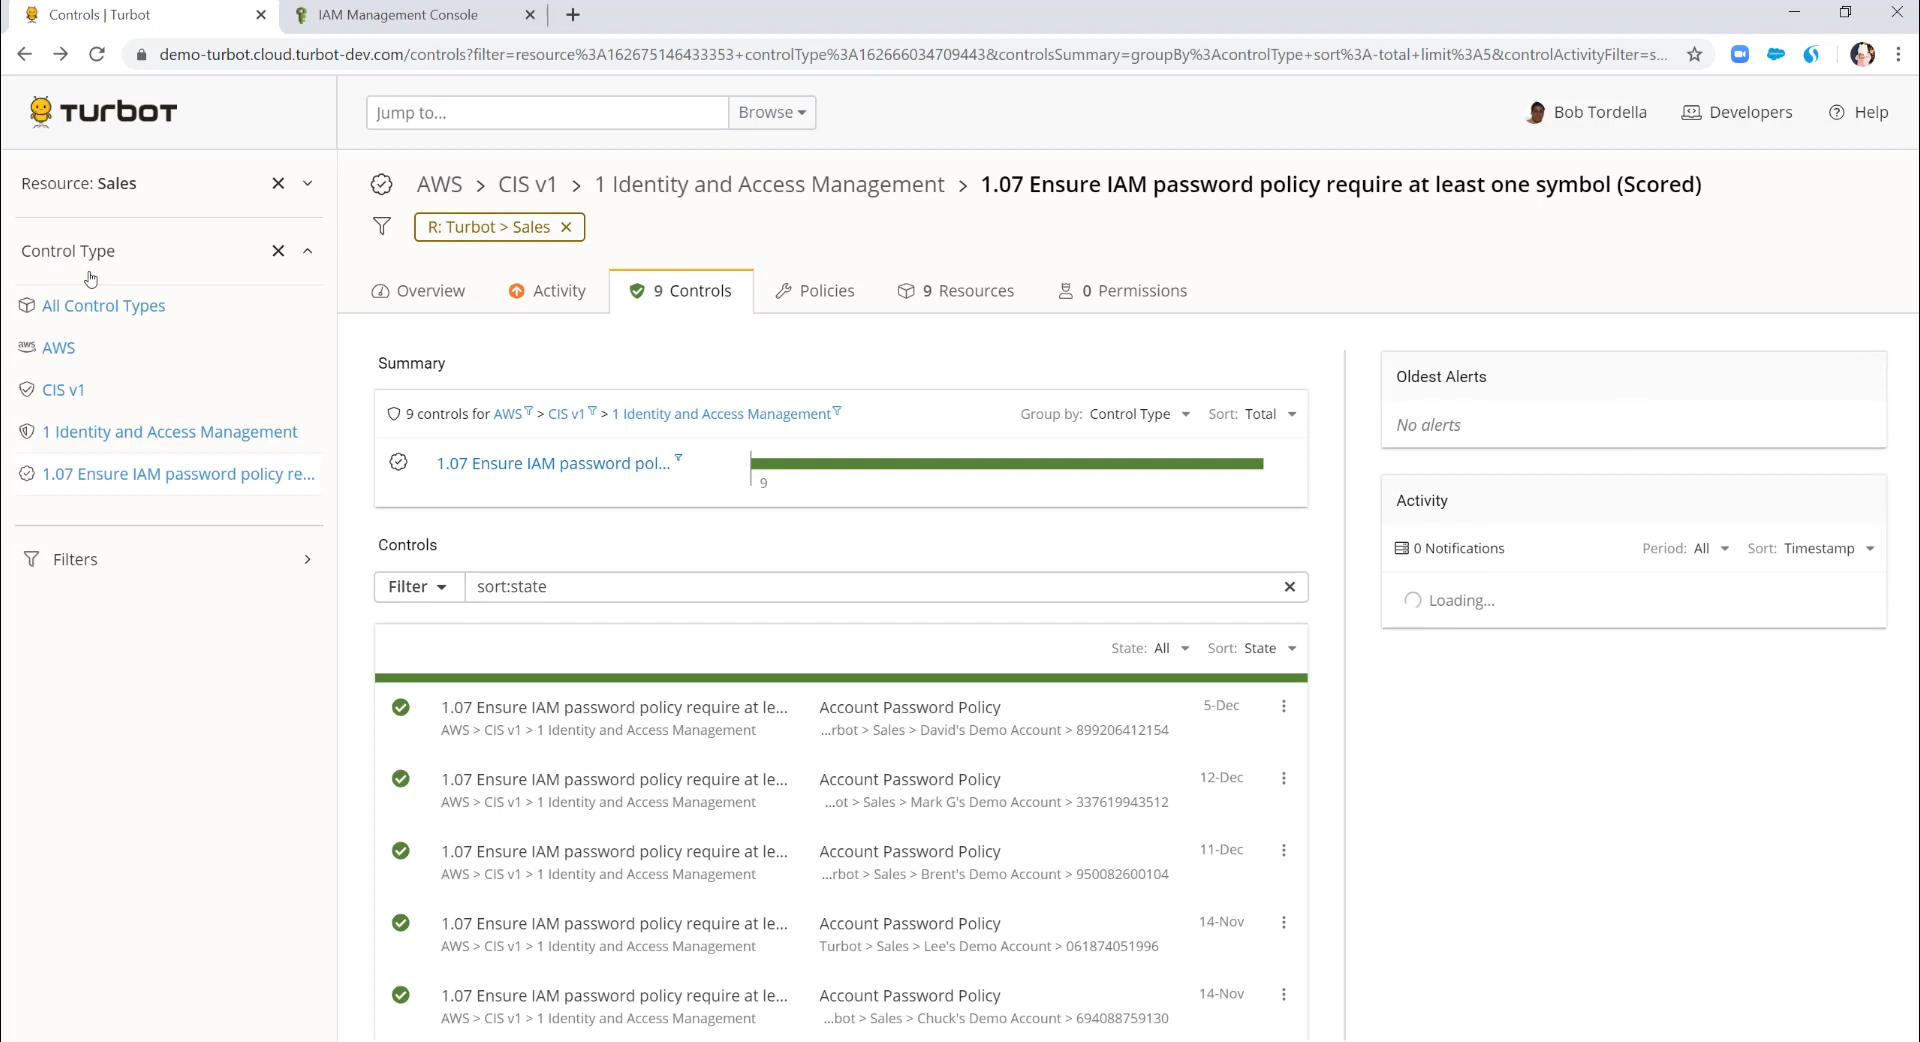 Controls | Turbot
IAM Management Console
demo-turbot.cloud.turbot-dev.com/controls?filter=resource%3A162675146433353+controlType%3A162666034709443&controlsSummary=groupBy%3AcontrolType+sort%3A-total+limit%3A5&controlActivityFilter=s...
TURBOT
Jump to...
Browse
Bob Tordella
Developers
Help
Resource: Sales
Control Type
All Control Types
aws AWS
CIS v1
1 Identity and Access Management
1.07 Ensure IAM password policy re...
Filters
AWS > CIS v1 > 1 Identity and Access Management > 1.07 Ensure IAM password policy require at least one symbol (Scored)
R: Turbot > Sales
Overview
Activity
9 Controls
Policies
9 Resources
0 Permissions
Summary
9 controls for AWS > CIS v1 > 1 Identity and Access Management
Group by: Control Type
Sort: Total
1.07 Ensure IAM password pol...
9
Controls
Filter
sort:state
State: All
Sort: State
1.07 Ensure IAM password policy require at le...
AWS > CIS v1 > 1 Identity and Access Management
Account Password Policy
...rbot > Sales > David's Demo Account > 899206412154
5-Dec
1.07 Ensure IAM password policy require at le...
AWS > CIS v1 > 1 Identity and Access Management
Account Password Policy
...ot > Sales > Mark G's Demo Account > 337619943512
12-Dec
1.07 Ensure IAM password policy require at le...
AWS > CIS v1 > 1 Identity and Access Management
Account Password Policy
...rbot > Sales > Brent's Demo Account > 950082600104
11-Dec
1.07 Ensure IAM password policy require at le...
AWS > CIS v1 > 1 Identity and Access Management
Account Password Policy
Turbot > Sales > Lee's Demo Account > 061874051996
14-Nov
1.07 Ensure IAM password policy require at le...
AWS > CIS v1 > 1 Identity and Access Management
Account Password Policy
...bot > Sales > Chuck's Demo Account > 694088759130
14-Nov
Oldest Alerts
No alerts
Activity
0 Notifications
Period: All
Sort: Timestamp
Loading...